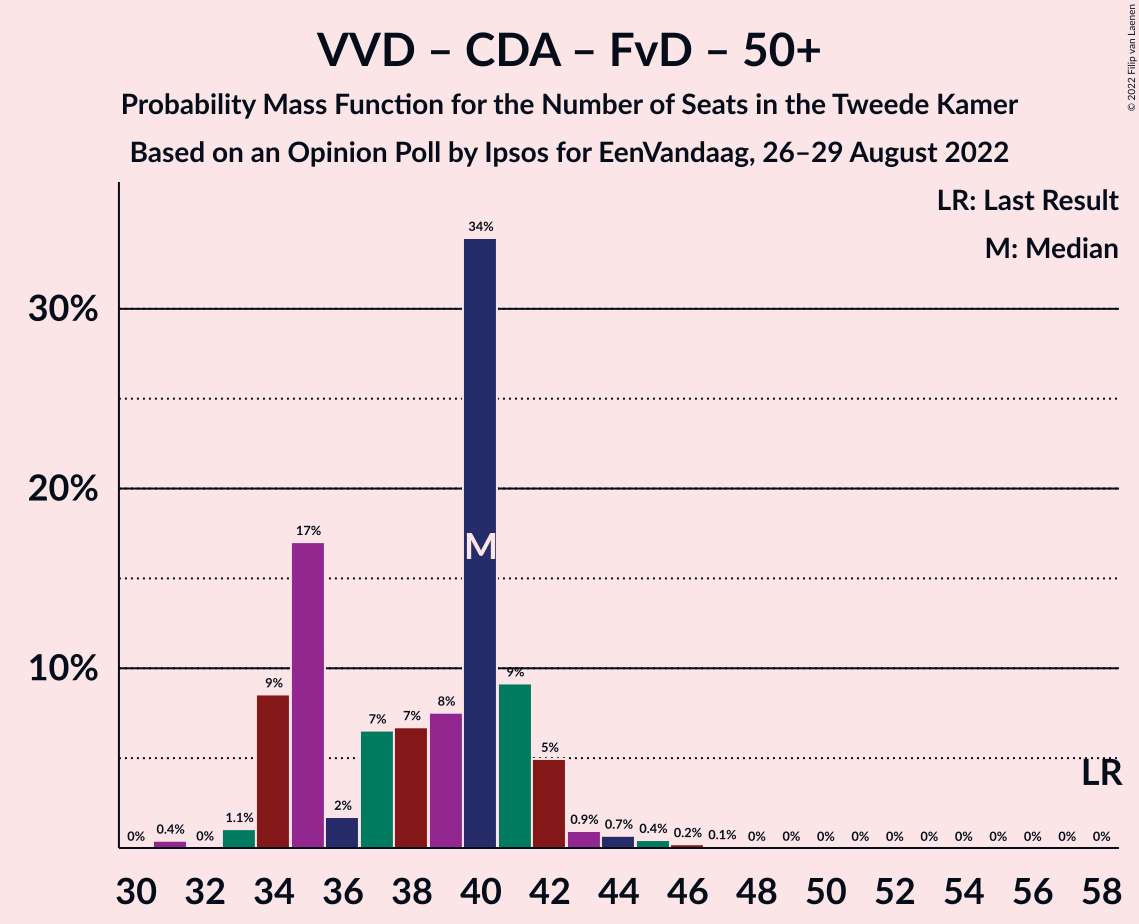 VVD – CDA – FvD – 50+
Probability Mass Function for the Number of Seats in the Tweede Kamer
Based on an Opinion Poll by Ipsos for EenVandaag, 26–29 August 2022
© 2022 Filip van Laenen
LR: Last Result
M: Median
30%
20%
10%
0% 0.4% 0% 1.1% 9% 17% 2% 7% 7% 8% 34% 9% 5% 0.9% 0.7% 0.4% 0.2% 0.1% 0% 0% 0% 0% 0% 0% 0% 0% 0% 0% 0%
M
LR
30 32 34 36 38 40 42 44 46 48 50 52 54 56 58